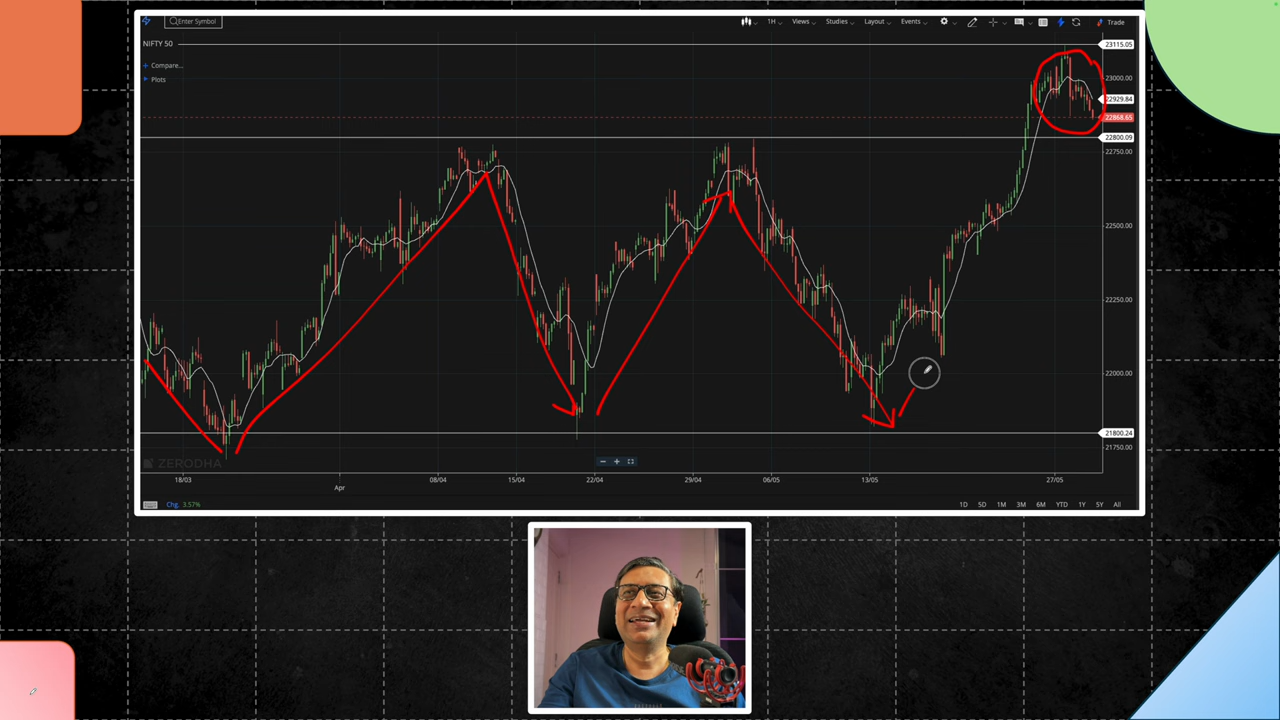 Enter Symbol
1H
Views
Studies
Layout
Events
Trade
NIFTY 50
23115.05
Compare...
Plots
23000.00
22929.84
22868.65
22800.09
22750.00
22500.00
22250.00
22000.00
21800.24
21750.00
ZERODHA
18/03
Apr
08/04
15/04
22/04
29/04
06/05
13/05
27/05
Chg. 3.57%
1D 5D 1M 3M 6M YTD 1Y 5Y All